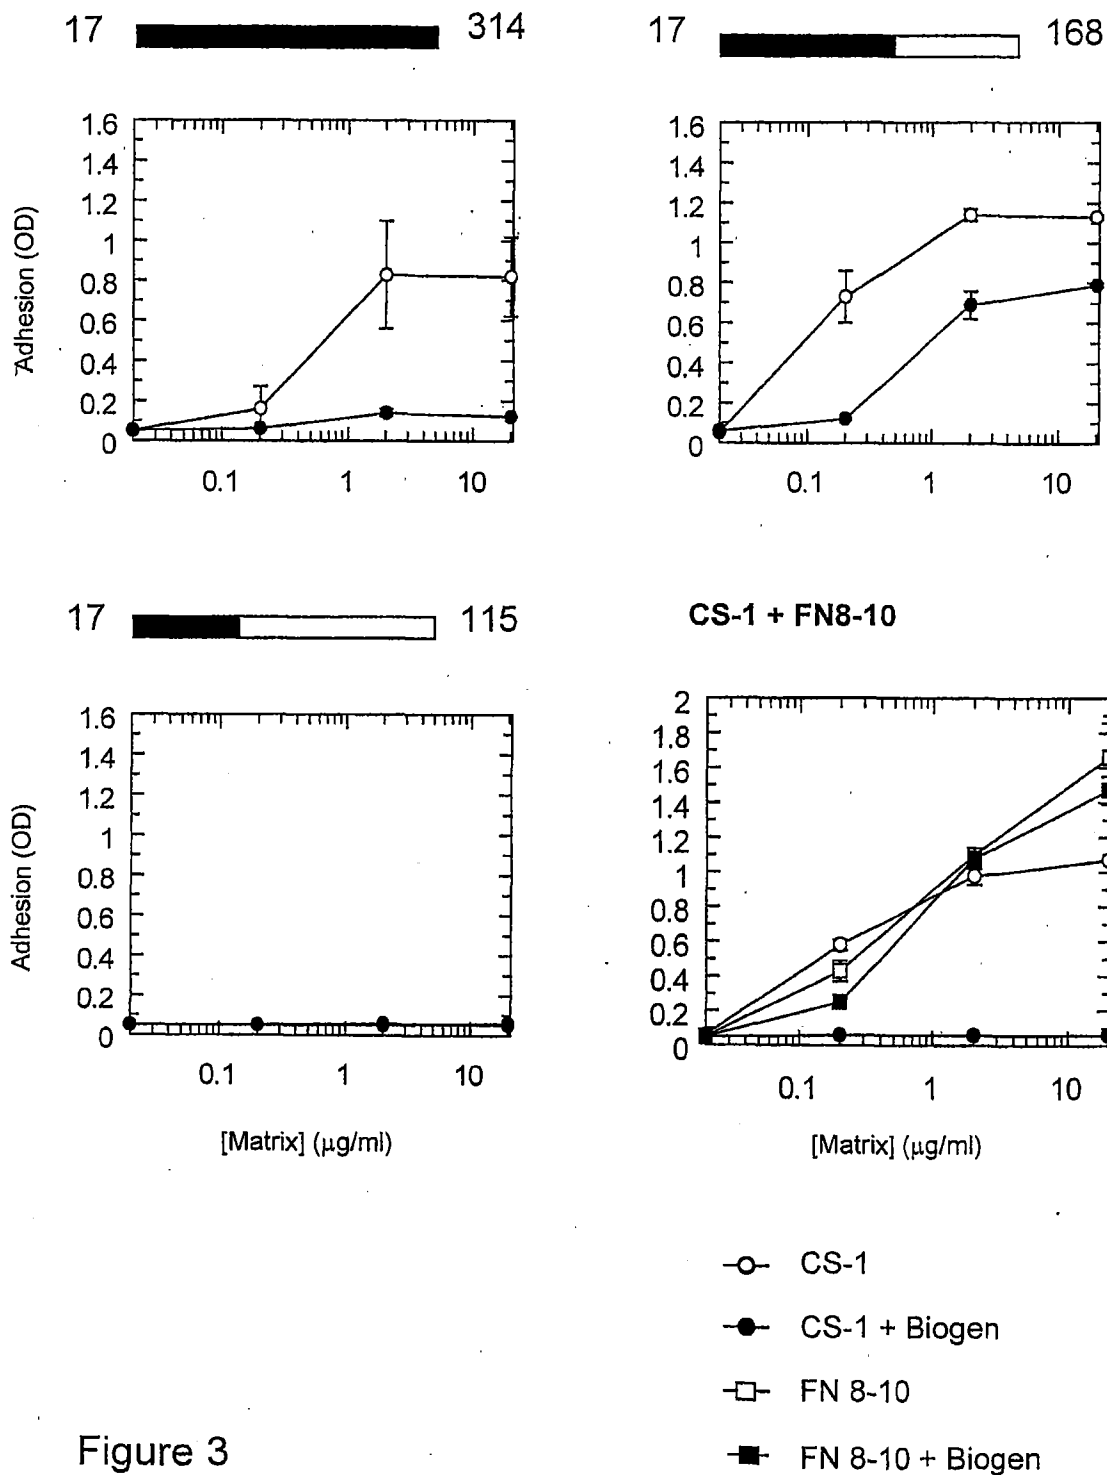 17 314
1.6
1.4
1.2
1
0.8
0.6
0.4
0.2
0
Adhesion (OD)
0.1 1 10
17 168
1.6
1.4
1.2
1
0.8
0.6
0.4
0.2
0
0.1 1 10
17 115
1.6
1.4
1.2
1
0.8
0.6
0.4
0.2
0
Adhesion (OD)
0.1 1 10
[Matrix] (μg/ml)
CS-1 + FN8-10
2
1.8
1.6
1.4
1.2
1
0.8
0.6
0.4
0.2
0
0.1 1 10
[Matrix] (μg/ml)
CS-1
CS-1 + Biogen
FN 8-10
FN 8-10 + Biogen
Figure 3